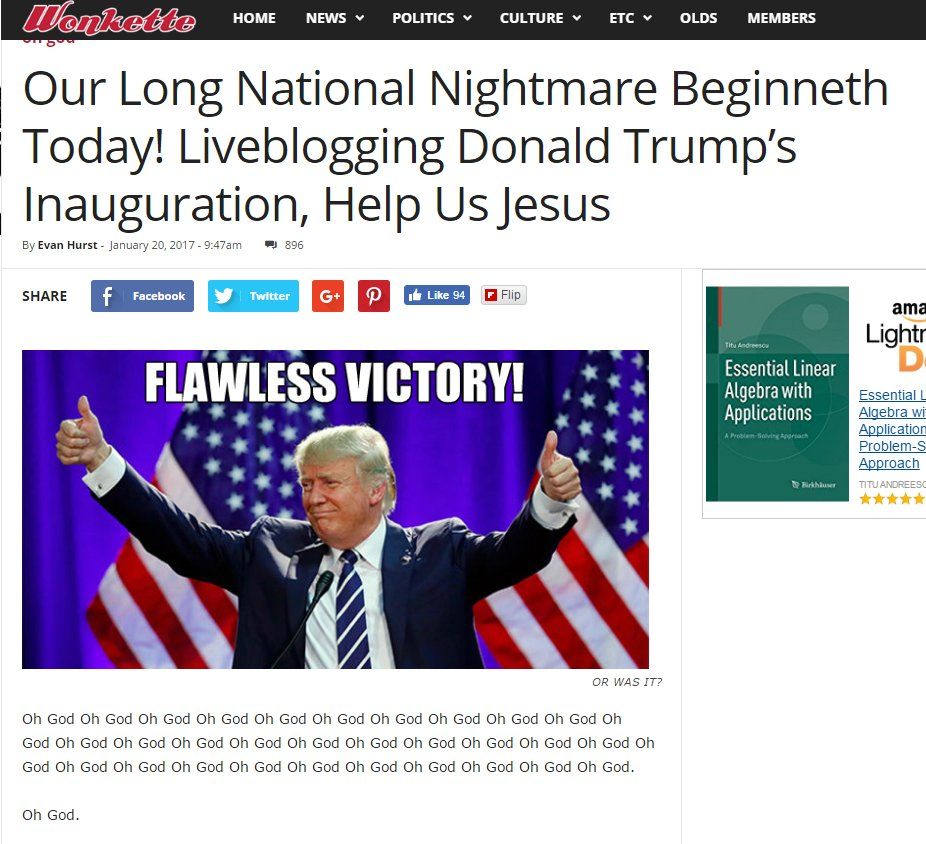 Wonkette HOME NEWS POLITICS CULTURE ETC OLDS MEMBERS
Our Long National Nightmare Beginneth
Today! Liveblogging Donald Trump’s
Inauguration, Help Us Jesus
By Evan Hurst - January 20, 2017 - 9:47am 896
SHARE Facebook Twitter G+ Like 94 Flip
FLAWLESS VICTORY!
OR WAS IT?
Oh God Oh God Oh God Oh God Oh God Oh God Oh God Oh God Oh God Oh God Oh
God Oh God Oh God Oh God Oh God Oh God Oh God Oh God Oh God Oh God Oh God Oh
God Oh God Oh God Oh God Oh God Oh God Oh God Oh God Oh God Oh God Oh God.
Oh God.
Titu Andreescu
Essential Linear
Algebra with
Applications
A Problem-Solving Approach
Birkhäuser
ama
Light
D
Essential L
Algebra wi
Application
Problem-S
Approach
TITU ANDREESC